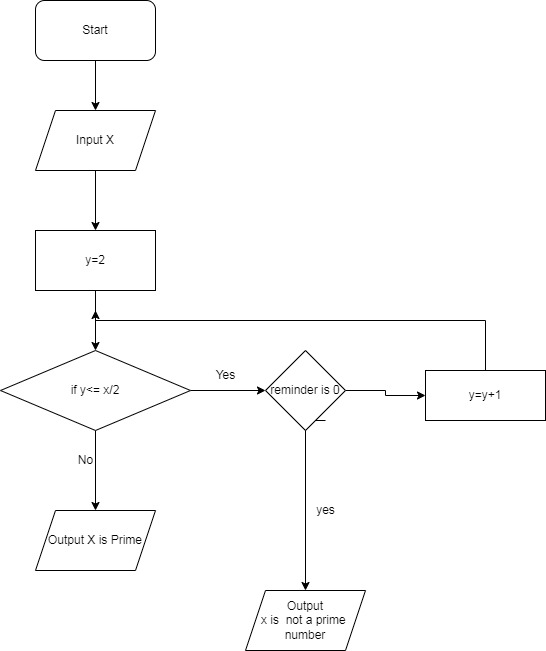 Start
Input X
y=2
if y<= x/2
Yes
reminder is 0
y=y+1
No
Output X is Prime
yes
Output
x is  not a prime
number